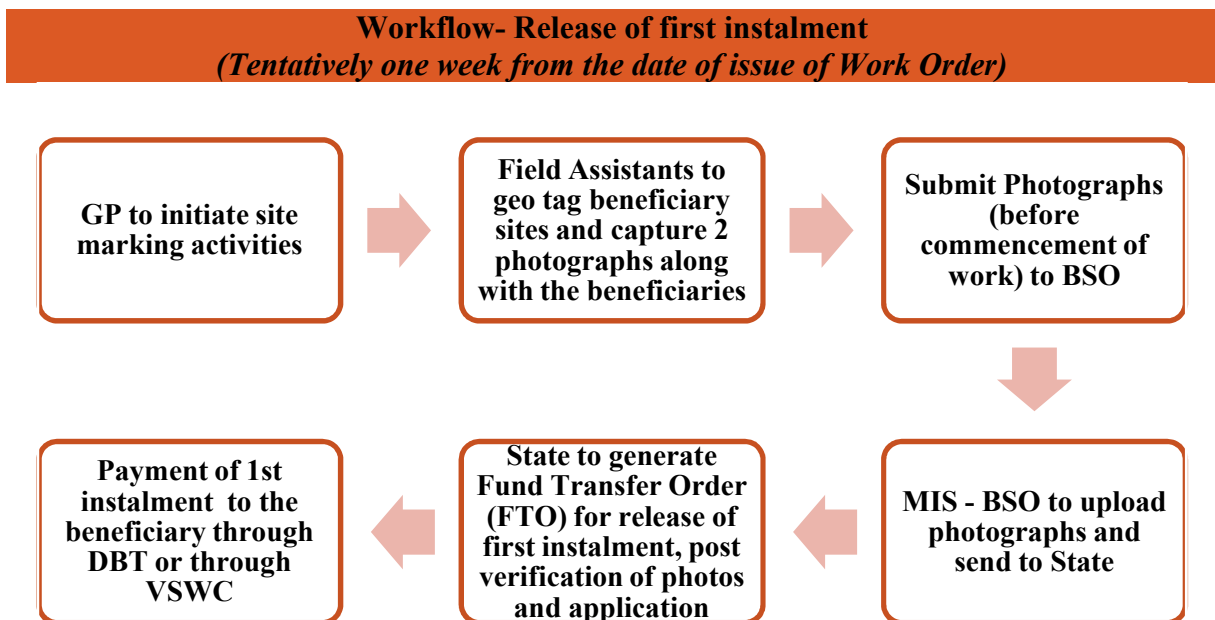 Workflow- Release of first instalment
(Tentatively one week from the date of issue of Work Order)
GP to initiate site
marking activities
Field Assistants to
geo tag beneficiary
sites and capture 2
photographs along
with the beneficiaries
Submit Photographs
(before
commencement of
work) to BSO
MIS - BSO to upload
photographs and
send to State
State to generate
Fund Transfer Order
(FTO) for release of
first instalment, post
verification of photos
and application
Payment of 1st
instalment to the
beneficiary through
DBT or through
VSWC